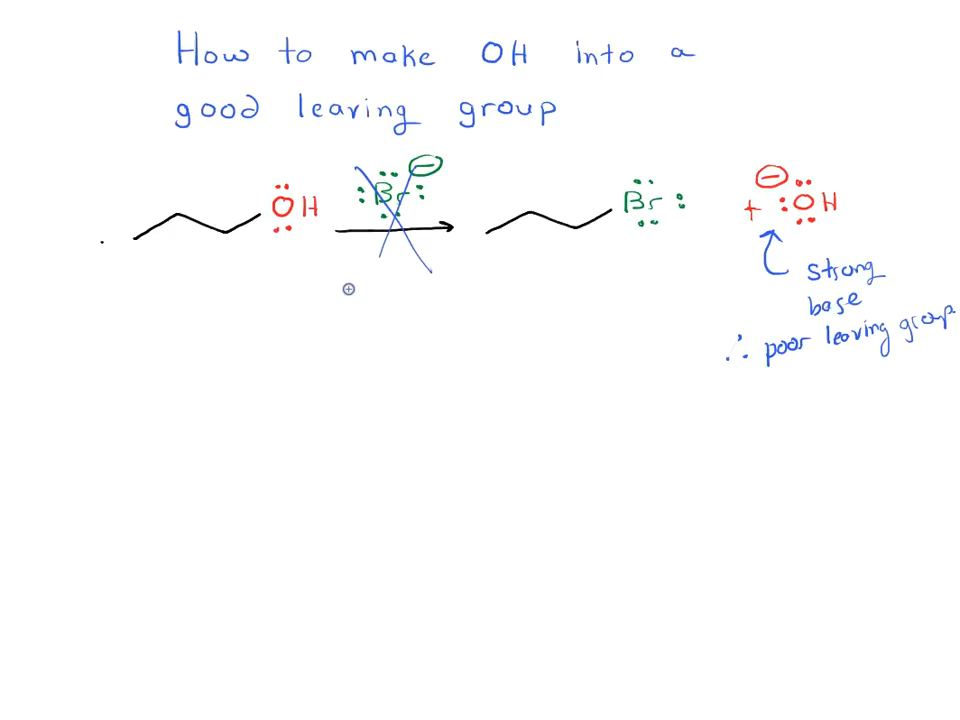 How to make OH into a
good leaving group
:Br: ⊖
OH
Br: + ⊖ :OH
strong
base
∴ poor leaving group